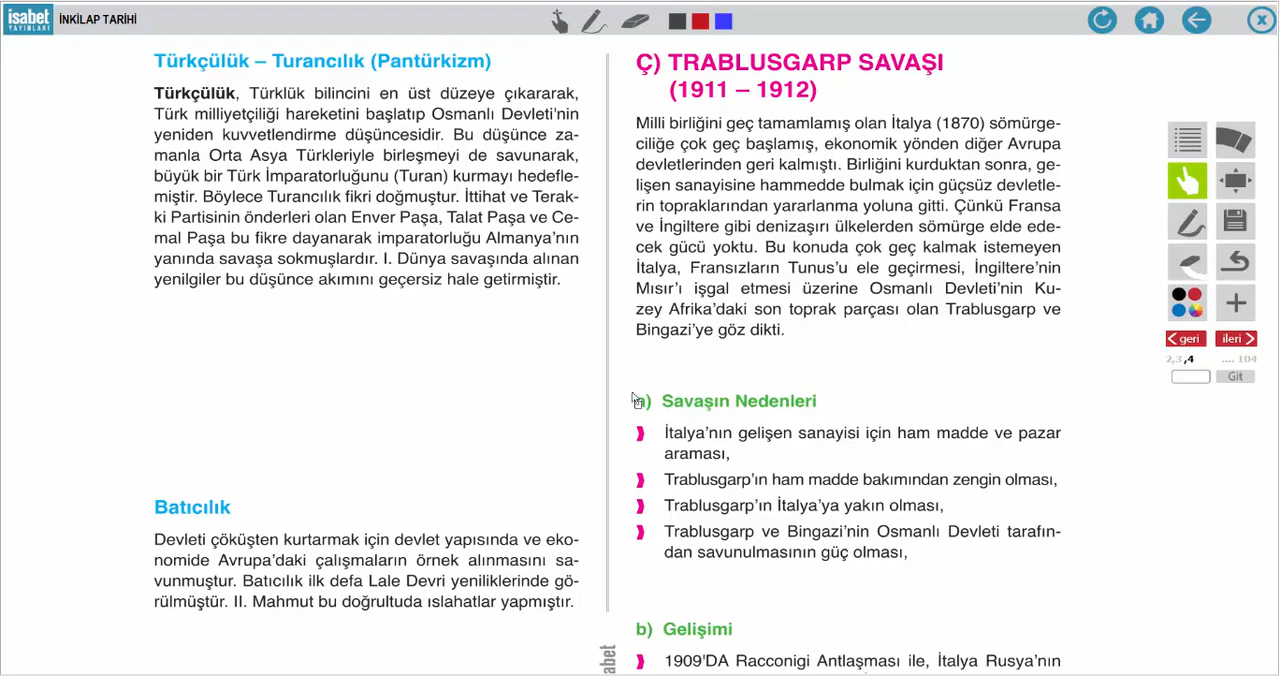 isabet
YAYINLARI
İNKİLAP TARİHİ
Türkçülük – Turancılık (Pantürkizm)
Türkçülük, Türklük bilincini en üst düzeye çıkararak,
Türk milliyetçiliği hareketini başlatıp Osmanlı Devleti'nin
yeniden kuvvetlendirme düşüncesidir. Bu düşünce za-
manla Orta Asya Türkleriyle birleşmeyi de savunarak,
büyük bir Türk İmparatorluğunu (Turan) kurmayı hedefle-
miştir. Böylece Turancılık fikri doğmuştur. İttihat ve Terak-
ki Partisinin önderleri olan Enver Paşa, Talat Paşa ve Ce-
mal Paşa bu fikre dayanarak imparatorluğu Almanya'nın
yanında savaşa sokmuşlardır. I. Dünya savaşında alınan
yenilgiler bu düşünce akımını geçersiz hale getirmiştir.
Batıcılık
Devleti çöküşten kurtarmak için devlet yapısında ve eko-
nomide Avrupa'daki çalışmaların örnek alınmasını sa-
vunmuştur. Batıcılık ilk defa Lale Devri yeniliklerinde gö-
rülmüştür. II. Mahmut bu doğrultuda ıslahatlar yapmıştır.
abet
Ç) TRABLUSGARP SAVAŞI
(1911 – 1912)
Milli birliğini geç tamamlamış olan İtalya (1870) sömürge-
ciliğe çok geç başlamış, ekonomik yönden diğer Avrupa
devletlerinden geri kalmıştı. Birliğini kurduktan sonra, ge-
lişen sanayisine hammedde bulmak için güçsüz devletle-
rin topraklarından yararlanma yoluna gitti. Çünkü Fransa
ve İngiltere gibi denizaşırı ülkelerden sömürge elde ede-
cek gücü yoktu. Bu konuda çok geç kalmak istemeyen
İtalya, Fransızların Tunus'u ele geçirmesi, İngiltere'nin
Mısır'ı işgal etmesi üzerine Osmanlı Devleti'nin Ku-
zey Afrika'daki son toprak parçası olan Trablusgarp ve
Bingazi'ye göz dikti.
a) Savaşın Nedenleri
İtalya'nın gelişen sanayisi için ham madde ve pazar
araması,
Trablusgarp'ın ham madde bakımından zengin olması,
Trablusgarp'ın İtalya'ya yakın olması,
Trablusgarp ve Bingazi'nin Osmanlı Devleti tarafın-
dan savunulmasının güç olması,
b) Gelişimi
1909'DA Racconigi Antlaşması ile, İtalya Rusya'nın
geri ileri
2,3,4 .... 104
Git